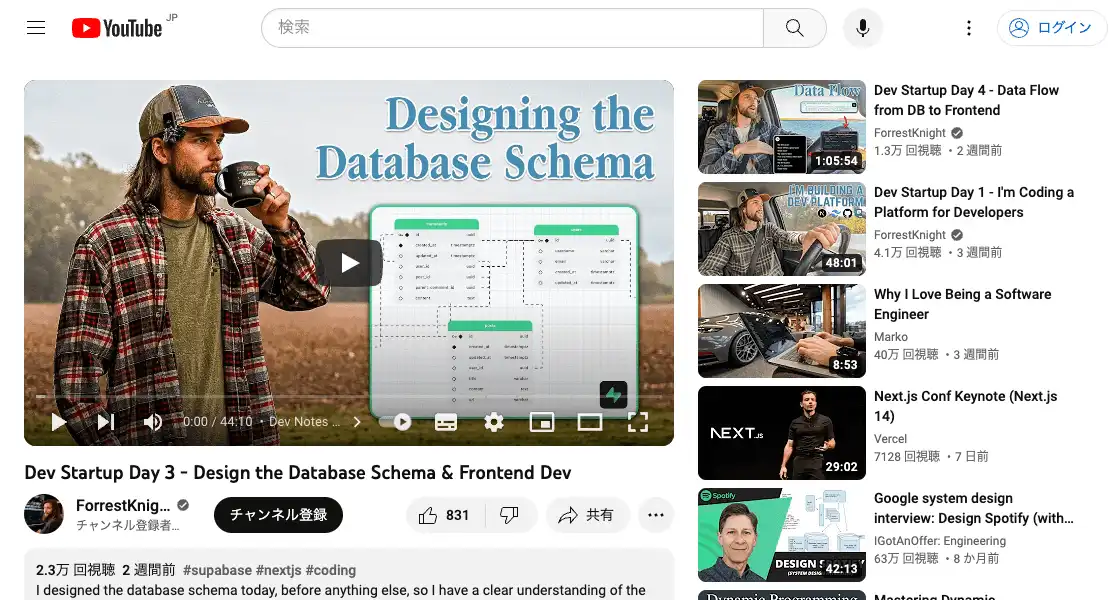 YouTube JP
検索
ログイン
Designing the
Database Schema
0:00 / 44:10 • Dev Notes ...
Dev Startup Day 3 - Design the Database Schema & Frontend Dev
ForrestKnig...
チャンネル登録者...
チャンネル登録
831
共有
2.3万 回視聴 2 週間前 #supabase #nextjs #coding
I designed the database schema today, before anything else, so I have a clear understanding of the
Data Flow
1:05:54
Dev Startup Day 4 - Data Flow
from DB to Frontend
ForrestKnight
1.3万 回視聴 • 2 週間前
I'M BUILDING A
DEV PLATFORM
48:01
Dev Startup Day 1 - I'm Coding a
Platform for Developers
ForrestKnight
4.1万 回視聴 • 3 週間前
8:53
Why I Love Being a Software
Engineer
Marko
40万 回視聴 • 3 週間前
NEXT.JS
29:02
Next.js Conf Keynote (Next.js
14)
Vercel
7128 回視聴 • 7 日前
Spotify
DESIGN SPOTIFY
42:13
Google system design
interview: Design Spotify (with...
IGotAnOffer: Engineering
63万 回視聴 • 8 か月前
Dynamic Programming
Mastering Dynamic